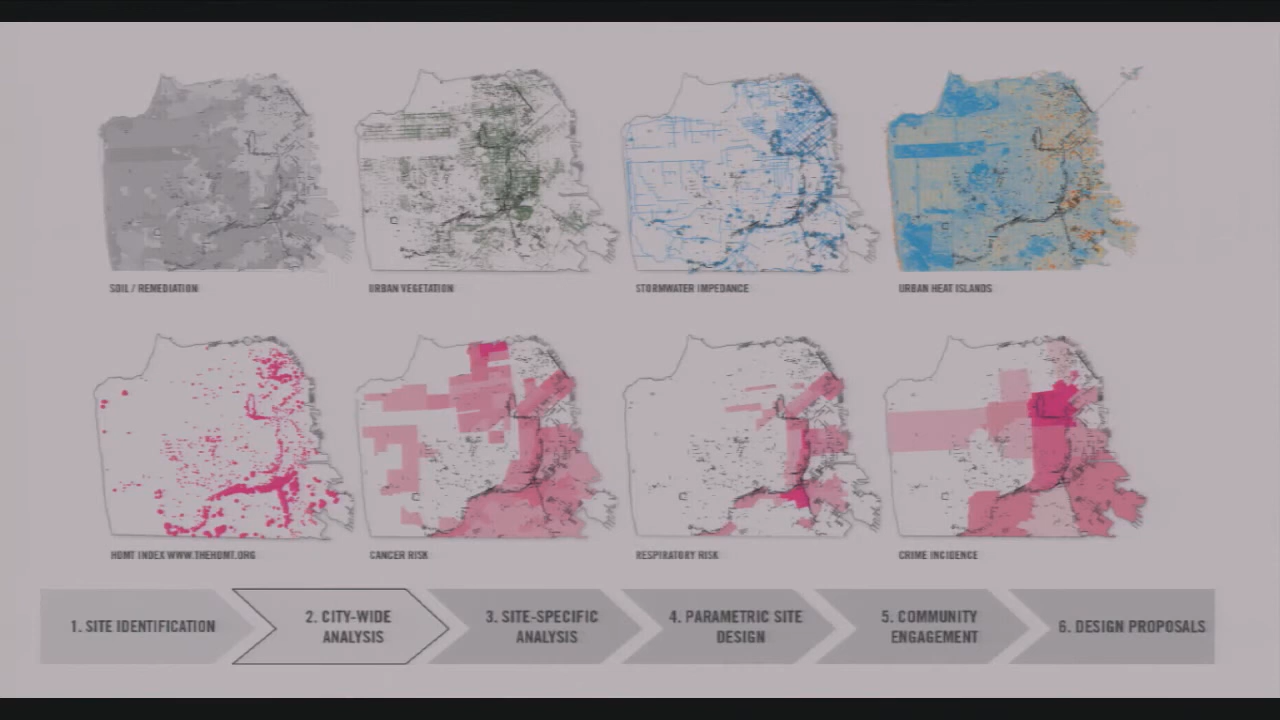 SOIL / REMEDIATION
URBAN VEGETATION
STORMWATER IMPEDANCE
URBAN HEAT ISLANDS
HDMT INDEX WWW.THEHDMT.ORG
CANCER RISK
RESPIRATORY RISK
CRIME INCIDENCE
1. SITE IDENTIFICATION
2. CITY-WIDE
ANALYSIS
3. SITE-SPECIFIC
ANALYSIS
4. PARAMETRIC SITE
DESIGN
5. COMMUNITY
ENGAGEMENT
6. DESIGN PROPOSALS